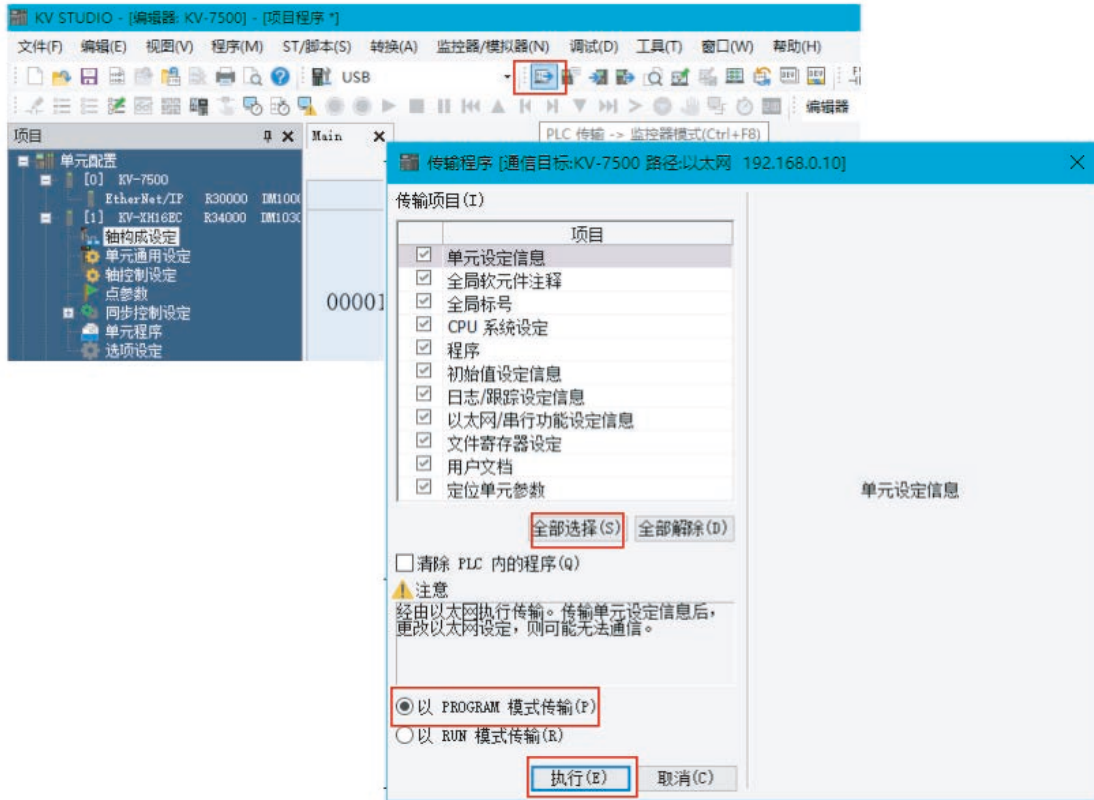 KV STUDIO - [编辑器: KV-7500] - [项目程序 *]
文件(F) 编辑(E) 视图(V) 程序(M) ST/脚本(S) 转换(A) 监控器/模拟器(N) 调试(D) 工具(T) 窗口(W) 帮助(H)
USB
编辑器
项目
Main
PLC 传输 -> 监控器模式(Ctrl+F8)
单元配置
[0] KV-7500
EtherNet/IP R30000 DM100
[1] KV-XH16EC R34000 DM103
轴构成设定
单元通用设定
轴控制设定
点参数
同步控制设定
单元程序
选项设定
00001
传输程序 [通信目标:KV-7500 路径:以太网 192.168.0.10]
传输项目(I)
项目
单元设定信息
全局软元件注释
全局标号
CPU 系统设定
程序
初始值设定信息
日志/跟踪设定信息
以太网/串行功能设定信息
文件寄存器设定
用户文档
定位单元参数
单元设定信息
全部选择(S) 全部解除(D)
清除 PLC 内的程序(Q)
注意
经由以太网执行传输。传输单元设定信息后，
更改以太网设定，则可能无法通信。
以 PROGRAM 模式传输(P)
以 RUN 模式传输(R)
执行(E) 取消(C)